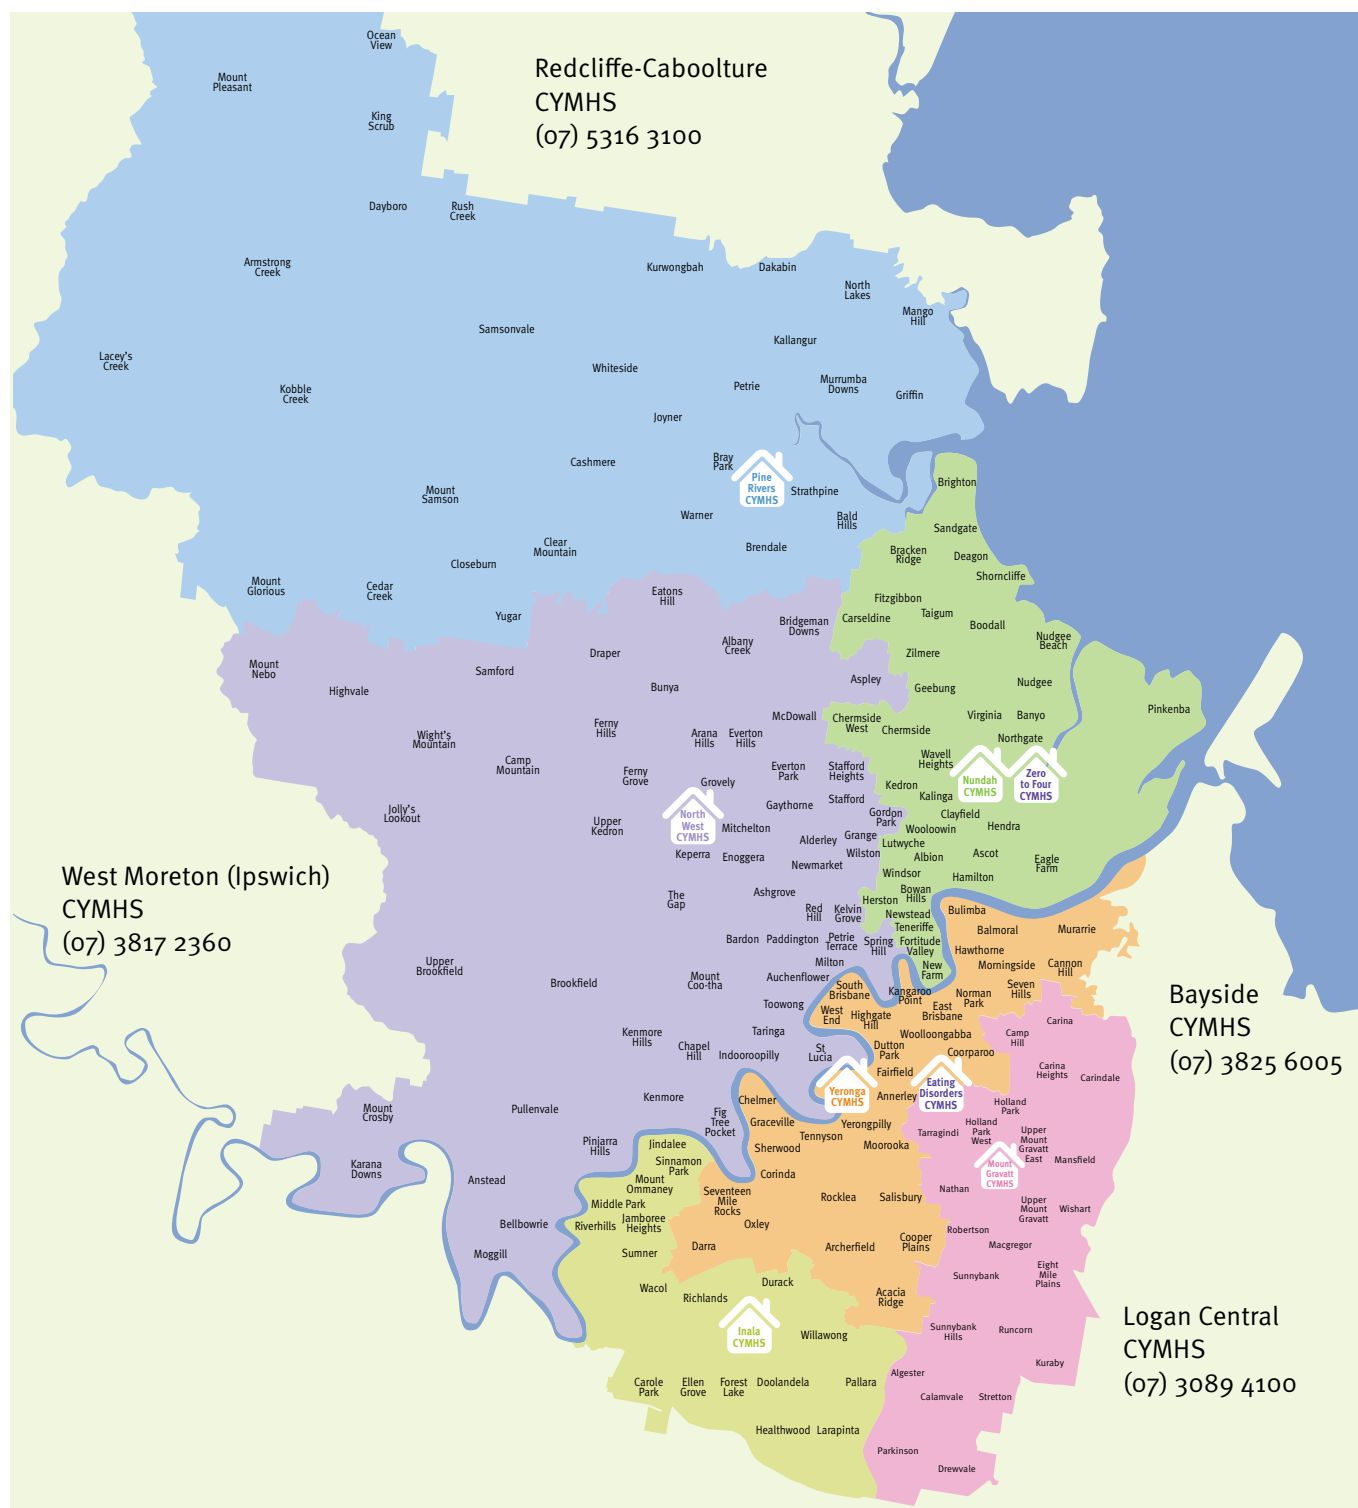 Ocean
View
Mount
Pleasant
King
Scrub
Redcliffe-Caboolture
CYMHS
(07) 5316 3100
Dayboro
Rush
Creek
Armstrong
Creek
Kurwongbah
Dakabin
North
Lakes
Mango
Hill
Samsonvale
Kallangur
Lacey's
Creek
Whiteside
Kobble
Creek
Petrie
Murrumba
Downs
Griffin
Joyner
Cashmere
Bray
Park
Pine
Rivers
CYMHS
Strathpine
Mount
Samson
Warner
Bald
Hills
Brendale
Clear
Mountain
Closeburn
Mount
Glorious
Cedar
Creek
Yugar
Brighton
Sandgate
Bracken
Ridge
Deagon
Shorncliffe
Fitzgibbon
Carseldine
Taigum
Boodall
Nudgee
Beach
Zilmere
Geebung
Nudgee
Pinkenba
Virginia
Banyo
Northgate
Chermside
West
Chermside
Wavell
Heights
Nundah
CYMHS
Zero
to Four
CYMHS
Kedron
Kalinga
Clayfield
Hendra
Wooloowin
Lutwyche
Albion
Ascot
Eagle
Farm
Windsor
Hamilton
Bowan
Hills
Herston
Newstead
Teneriffe
Fortitude
Valley
New
Farm
Eatons
Hill
Bridgeman
Downs
Albany
Creek
Draper
Mount
Nebo
Samford
Highvale
Bunya
Aspley
McDowall
Ferny
Hills
Arana
Hills
Everton
Hills
Wight's
Mountain
Camp
Mountain
Ferny
Grove
Grovely
Everton
Park
Stafford
Heights
Jolly's
Lookout
Upper
Kedron
North
West
CYMHS
Gaythorne
Stafford
Gordon
Park
Mitchelton
Alderley
Grange
Keperra
Enoggera
Newmarket
Wilston
The
Gap
Ashgrove
Red
Hill
Kelvin
Grove
Bardon
Paddington
Petrie
Terrace
Spring
Hill
Milton
Upper
Brookfield
Brookfield
Mount
Coo-tha
Auchenflower
Toowong
Kenmore
Hills
Chapel
Hill
Taringa
Indooroopilly
St
Lucia
Kenmore
Fig
Tree
Pocket
Mount
Crosby
Pullenvale
Pinjarra
Hills
Karana
Downs
Anstead
Bellbowrie
Moggill
West Moreton (Ipswich)
CYMHS
(07) 3817 2360
Bulimba
Balmoral
Murarrie
Hawthorne
Morningside
Cannon
Hill
South
Brisbane
Kangaroo
Point
Norman
Park
Seven
Hills
West
End
Highgate
Hill
East
Brisbane
Woolloongabba
Dutton
Park
Coorparoo
Fairfield
Yeronga
CYMHS
Eating
Disorders
CYMHS
Annerley
Chelmer
Graceville
Yerongpilly
Tennyson
Sherwood
Moorooka
Corinda
Seventeen
Mile
Rocks
Rocklea
Salisbury
Oxley
Darra
Archerfield
Cooper
Plains
Acacia
Ridge
Bayside
CYMHS
(07) 3825 6005
Carina
Camp
Hill
Carina
Heights
Carindale
Holland
Park
Tarragindi
Holland
Park
West
Upper
Mount
Gravatt
East
Mansfield
Mount
Gravatt
CYMHS
Nathan
Upper
Mount
Gravatt
Wishart
Robertson
Macgregor
Sunnybank
Eight
Mile
Plains
Sunnybank
Hills
Runcorn
Kuraby
Algester
Calamvale
Stretton
Parkinson
Drewvale
Logan Central
CYMHS
(07) 3089 4100
Jindalee
Sinnamon
Park
Mount
Ommaney
Middle Park
Riverhills
Jamboree
Heights
Sumner
Wacol
Richlands
Durack
Inala
CYMHS
Willawong
Carole
Park
Ellen
Grove
Forest
Lake
Doolandela
Pallara
Healthwood
Larapinta